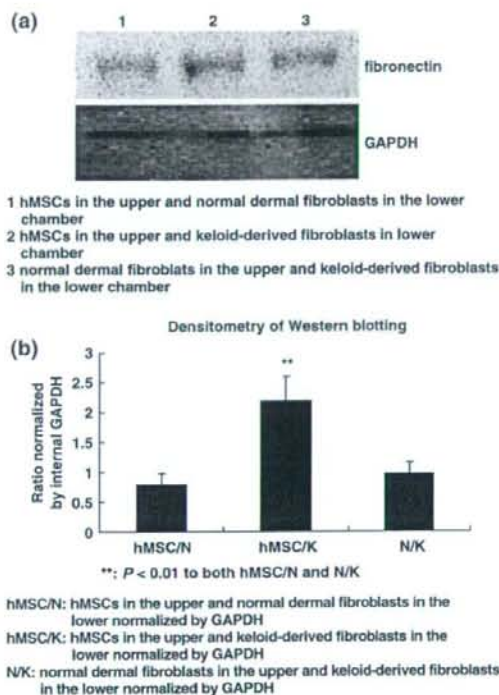 (a)
1 2 3
fibronectin
GAPDH
1 hMSCs in the upper and normal dermal fibroblasts in the lower
chamber
2 hMSCs in the upper and keloid-derived fibroblasts in lower
chamber
3 normal dermal fibroblats in the upper and keloid-derived fibroblasts
in the lower chamber
Densitometry of Western blotting
(b)
Ratio normalized
by internal GAPDH
3
2.5
2
1.5
1
0.5
0
**
hMSC/N hMSC/K N/K
**: P < 0.01 to both hMSC/N and N/K
hMSC/N: hMSCs in the upper and normal dermal fibroblasts in the
lower normalized by GAPDH
hMSC/K: hMSCs in the upper and keloid-derived fibroblasts in the
lower normalized by GAPDH
N/K: normal dermal fibroblasts in the upper and keloid-derived fibroblasts
in the lower normalized by GAPDH